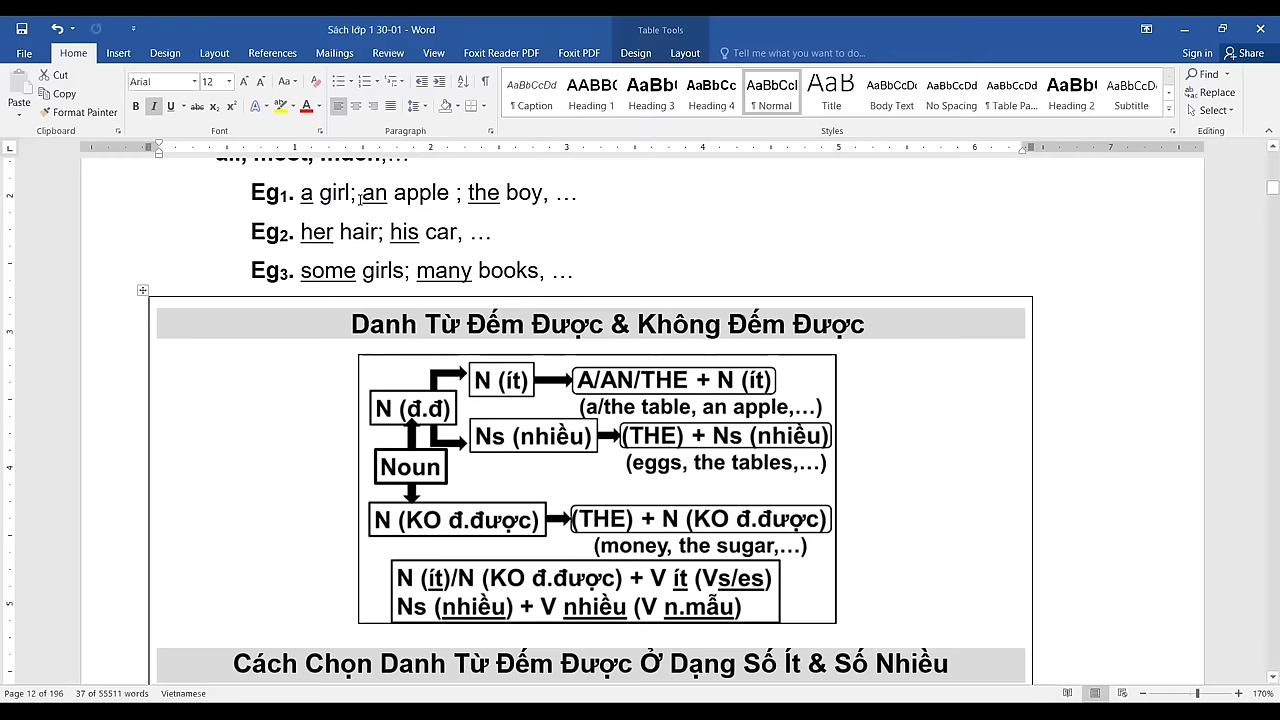 Sách lớp 1 30-01 - Word
Table Tools
File Home Insert Design Layout References Mailings Review View Foxit Reader PDF Foxit PDF Design Layout Tell me what you want to do... Sign in Share
Paste
Cut
Copy
Format Painter
Arial 12
AaBbCcDd AABBC AaBb AaBbCc AaBbCcI AaB AaBbCcDd AaBbCcDd AaBbCcDd AaBb AaBbCcD
¶ Caption Heading 1 Heading 3 Heading 4 ¶ Normal Title Body Text No Spacing ¶ Table Pa... Heading 2 Subtitle
Find
Replace
Select
Clipboard Font Paragraph Styles Editing
all, most, much,…
Eg1. a girl; an apple ; the boy, …
Eg2. her hair; his car, …
Eg3. some girls; many books, …
Danh Từ Đếm Được & Không Đếm Được
N (ít) A/AN/THE + N (ít)
N (đ.đ) (a/the table, an apple,…)
Ns (nhiều) (THE) + Ns (nhiều)
Noun (eggs, the tables,…)
N (KO đ.được) (THE) + N (KO đ.được)
(money, the sugar,…)
N (ít)/N (KO đ.được) + V ít (Vs/es)
Ns (nhiều) + V nhiều (V n.mẫu)
Cách Chọn Danh Từ Đếm Được Ở Dạng Số Ít & Số Nhiều
Page 12 of 196 37 of 55511 words Vietnamese 170%